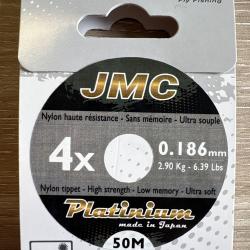 Fly Fishing
JMC
Nylon haute résistance - Sans mémoire - Ultra souple
4x
0.186mm
2.90 Kg - 6.39 Lbs
Nylon tippet - High strength - Low memory - Ultra soft
Platinium
made in Japan
50M